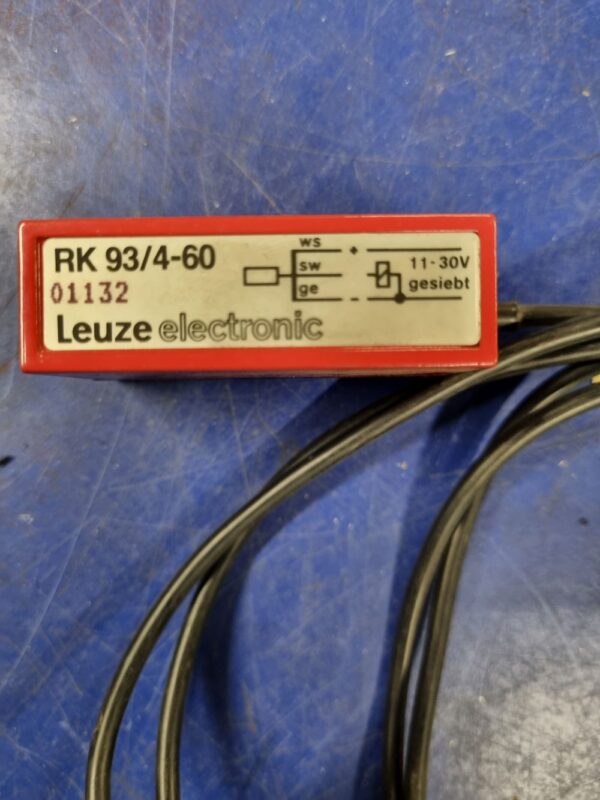 RK 93/4-60
01132
Leuze electronic
ws +
sw
ge -
11-30V
gesiebt